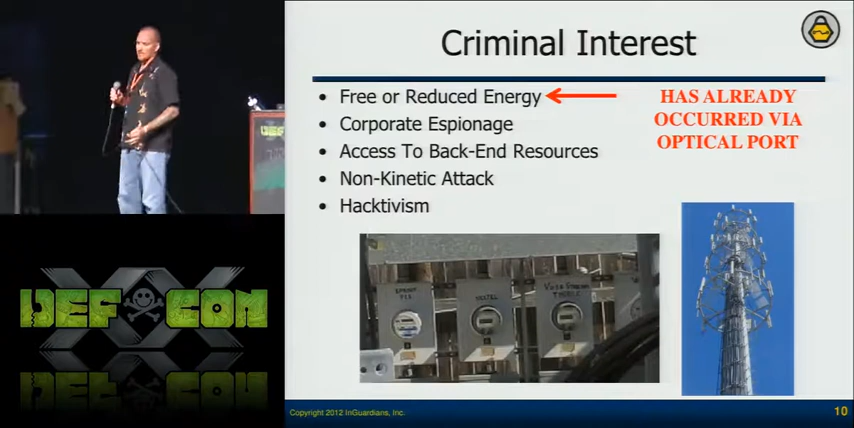 Criminal Interest
• Free or Reduced Energy
HAS ALREADY
OCCURRED VIA
OPTICAL PORT
• Corporate Espionage
• Access To Back-End Resources
• Non-Kinetic Attack
• Hacktivism
DEF CON
XX
Copyright 2012 InGuardians, Inc.
10